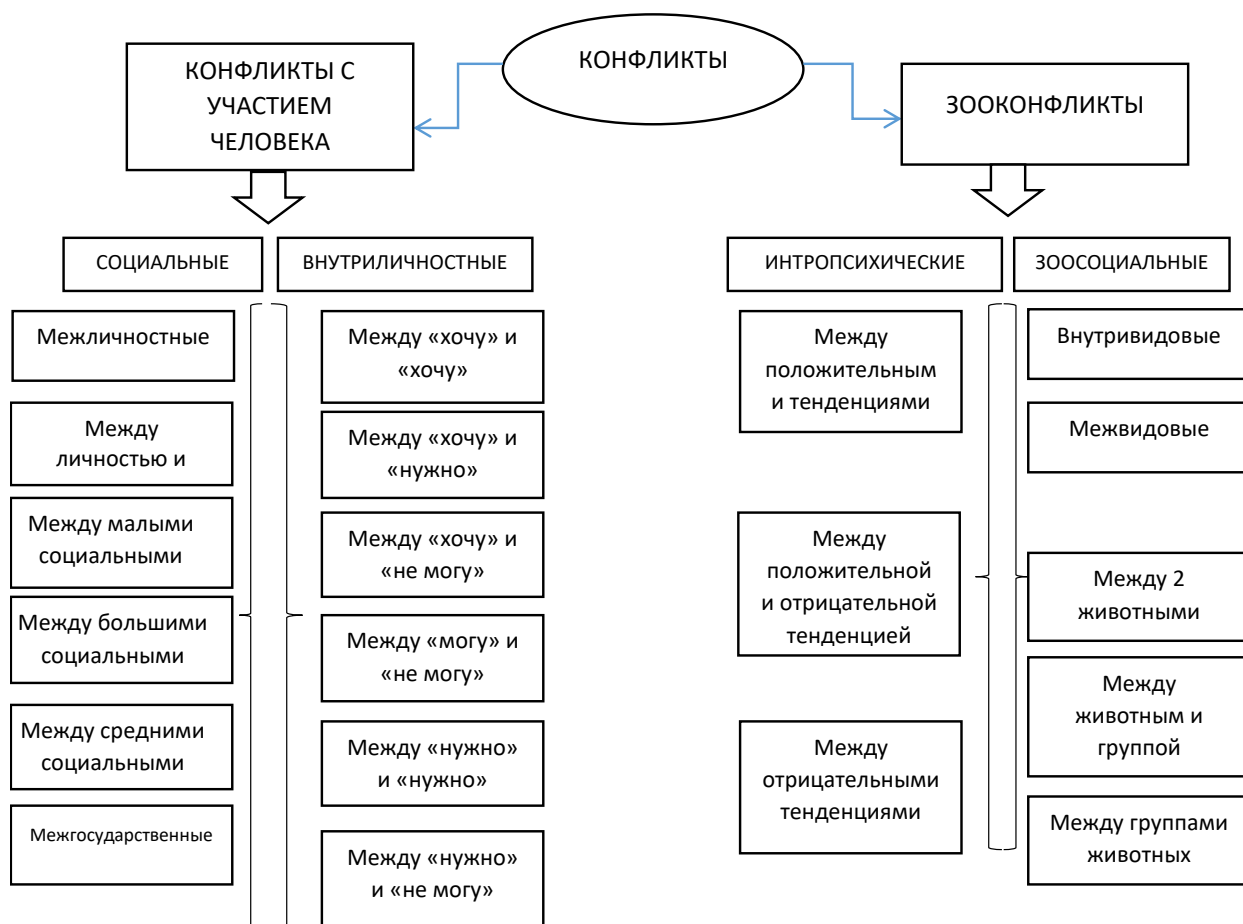 КОНФЛИКТЫ
КОНФЛИКТЫ С
УЧАСТИЕМ
ЧЕЛОВЕКА
ЗООКОНФЛИКТЫ
СОЦИАЛЬНЫЕ
ВНУТРИЛИЧНОСТНЫЕ
ИНТРОПСИХИЧЕСКИЕ
ЗООСОЦИАЛЬНЫЕ
Межличностные
Между
личностью и
Между малыми
социальными
Между большими
социальными
Между средними
социальными
Межгосударственные
Между «хочу» и
«хочу»
Между «хочу» и
«нужно»
Между «хочу» и
«не могу»
Между «могу» и
«не могу»
Между «нужно»
и «нужно»
Между «нужно»
и «не могу»
Между
положительным
и тенденциями
Между
положительной
и отрицательной
тенденцией
Между
отрицательными
тенденциями
Внутривидовые
Межвидовые
Между 2
животными
Между
животным и
группой
Между группами
животных